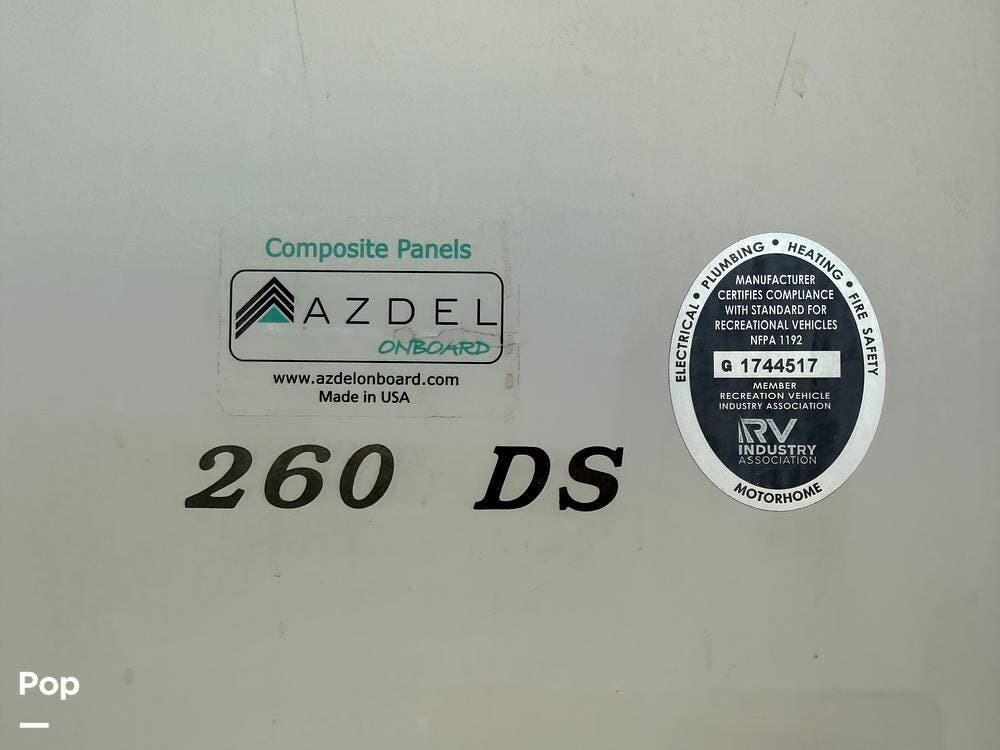 Composite Panels
AZDEL
ONBOARD
www.azdelonboard.com
Made in USA
260 DS
ELECTRICAL • PLUMBING • HEATING • FIRE SAFETY
MANUFACTURER
CERTIFIES COMPLIANCE
WITH STANDARD FOR
RECREATIONAL VEHICLES
NFPA 1192
G 1744517
MEMBER
RECREATION VEHICLE
INDUSTRY ASSOCIATION
RV
INDUSTRY
ASSOCIATION
MOTORHOME
Pop